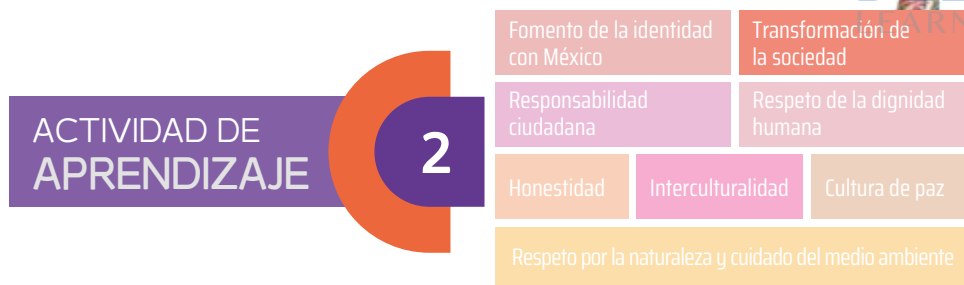 ACTIVIDAD DE
APRENDIZAJE
2
Fomento de la identidad
con México
Transformación de
la sociedad
Responsabilidad
ciudadana
Respeto de la dignidad
humana
Honestidad
Interculturalidad
Cultura de paz
Respeto por la naturaleza y cuidado del medio ambiente